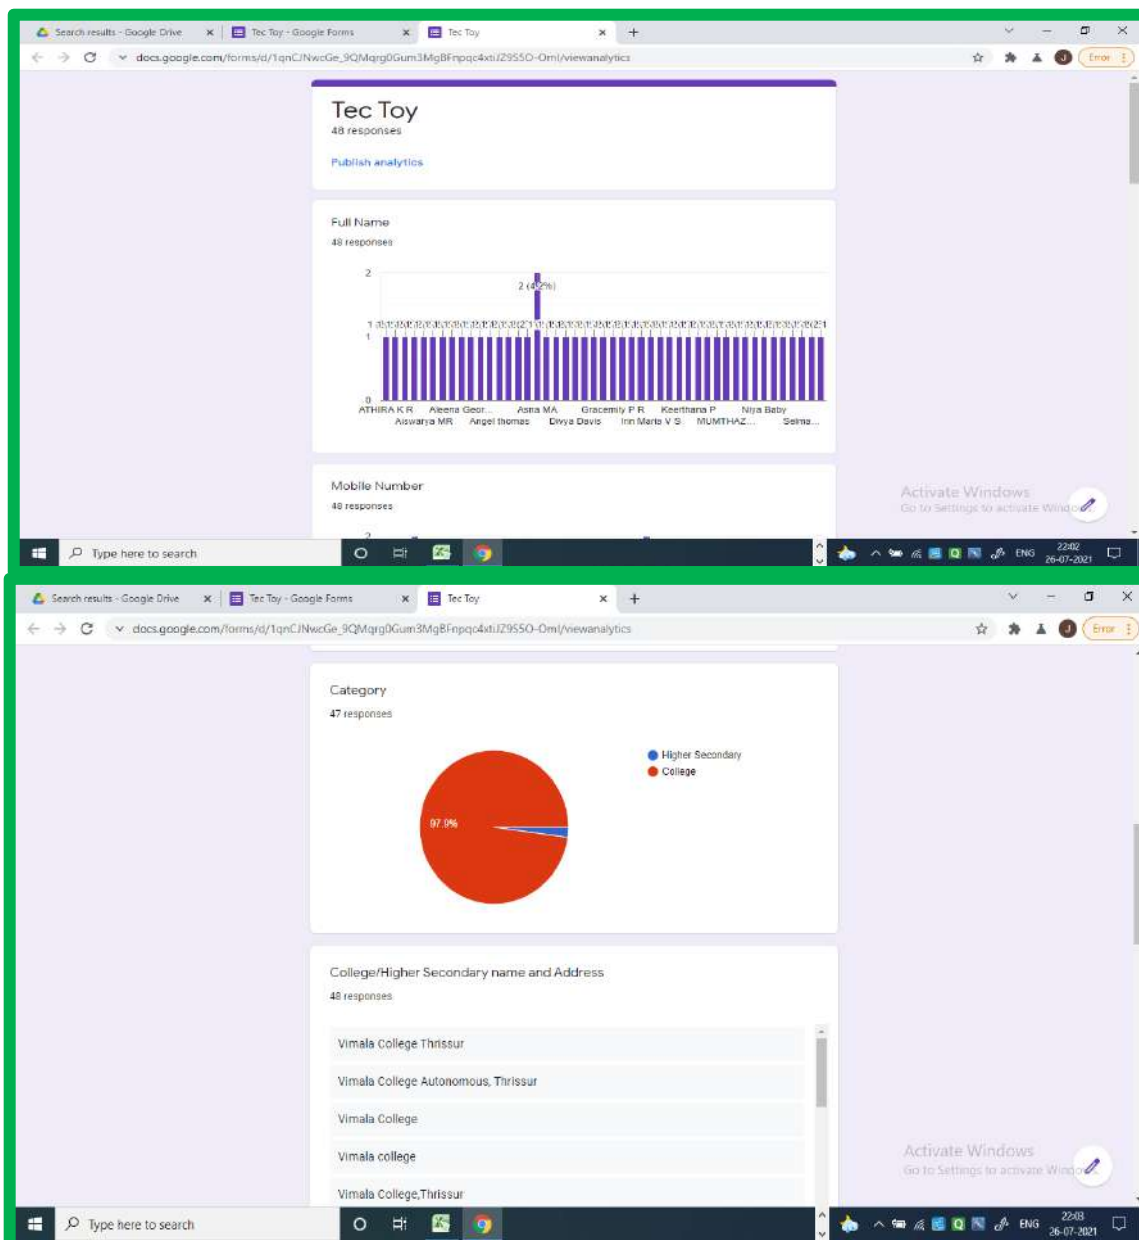 Search results - Google Drive
Tec Toy - Google Forms
Tec Toy
docs.google.com/forms/d/
/viewanalytics
Error
Tec Toy
48 responses
Publish analytics
Full Name
48 responses
2
2 (4.2%)
1
0
ATHIRA K R
Aleena Geor...
Asna MA
Gracemily P R
Keerthana P
Niya Baby
Aiswarya MR
Angel thomas
Divya Davis
Irin Maria V S
MUMTHAZ...
Selma...
Mobile Number
48 responses
2
Activate Windows
Go to Settings to activate Windows.
Type here to search
ENG
22:02
26-07-2021
Search results - Google Drive
Tec Toy - Google Forms
Tec Toy
docs.google.com/forms/d/
/viewanalytics
Error
Category
47 responses
Higher Secondary
College
97.9%
College/Higher Secondary name and Address
48 responses
Vimala College Thrissur
Vimala College Autonomous, Thrissur
Vimala College
Vimala college
Vimala College,Thrissur
Activate Windows
Go to Settings to activate Windows.
Type here to search
ENG
22:03
26-07-2021